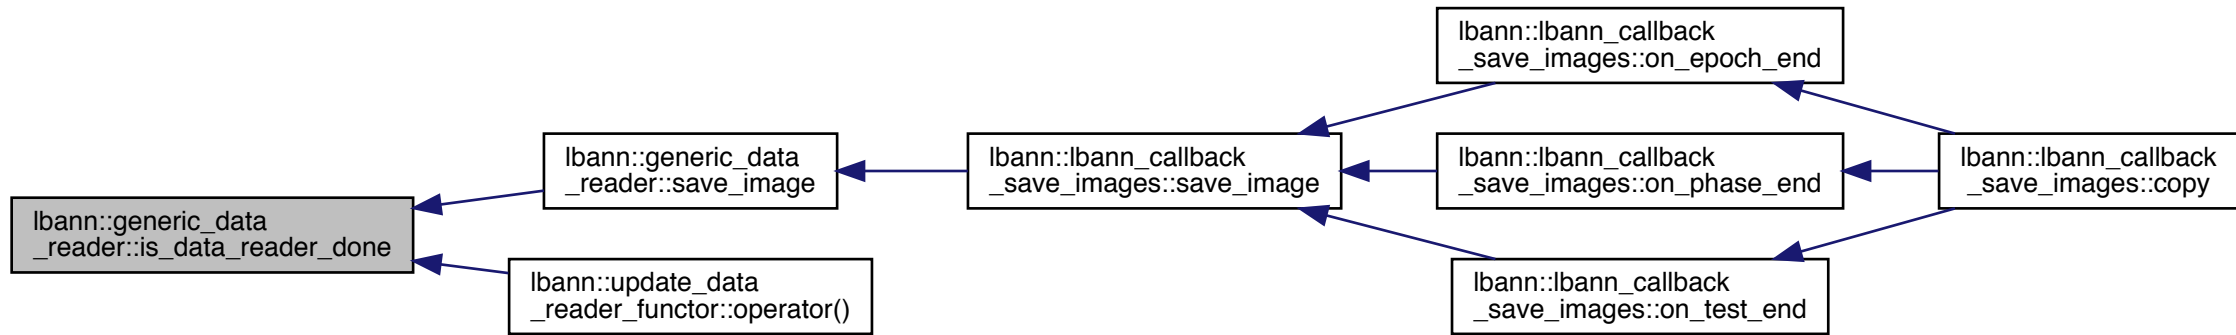 lbann::generic_data
_reader::is_data_reader_done
lbann::generic_data
_reader::save_image
lbann::update_data
_reader_functor::operator()
lbann::lbann_callback
_save_images::save_image
lbann::lbann_callback
_save_images::on_epoch_end
lbann::lbann_callback
_save_images::on_phase_end
lbann::lbann_callback
_save_images::on_test_end
lbann::lbann_callback
_save_images::copy